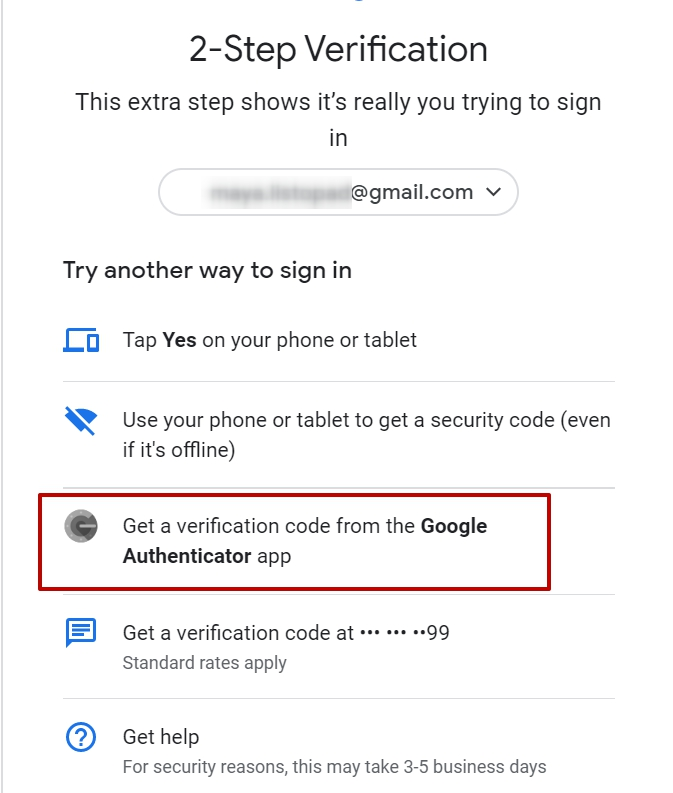 2-Step Verification
This extra step shows it's really you trying to sign
in
@gmail.com
Try another way to sign in
Tap Yes on your phone or tablet
Use your phone or tablet to get a security code (even
if it's offline)
Get a verification code from the Google
Authenticator app
Get a verification code at ••• ••• ••99
Standard rates apply
Get help
For security reasons, this may take 3-5 business days